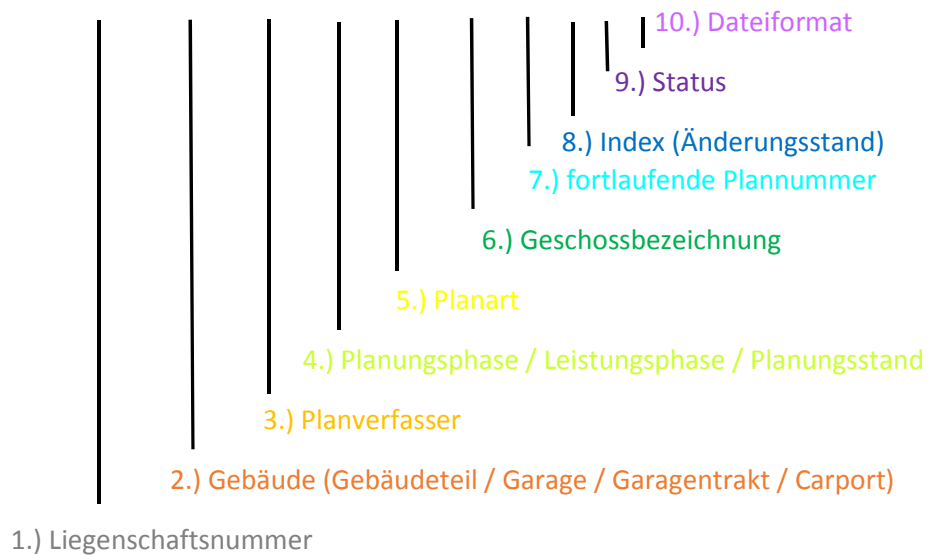 10.) Dateiformat
9.) Status
8.) Index (Änderungsstand)
7.) fortlaufende Plannummer
6.) Geschossbezeichnung
5.) Planart
4.) Planungsphase / Leistungsphase / Planungsstand
3.) Planverfasser
2.) Gebäude (Gebäudeteil / Garage / Garagentrakt / Carport)
1.) Liegenschaftsnummer